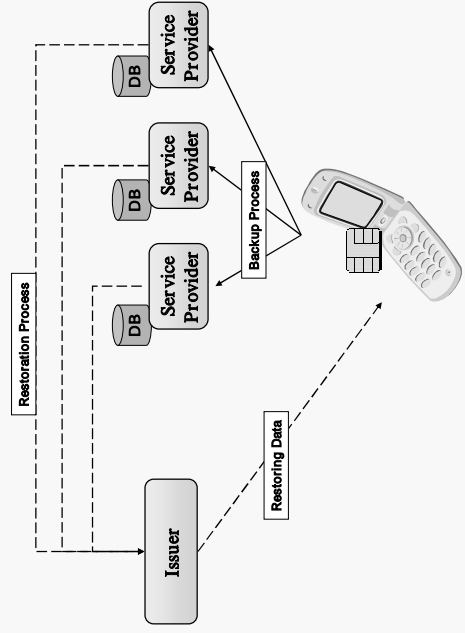 Restoration Process
DB
Service
Provider
DB
Service
Provider
DB
Service
Provider
Backup Process
Issuer
Restoring Data